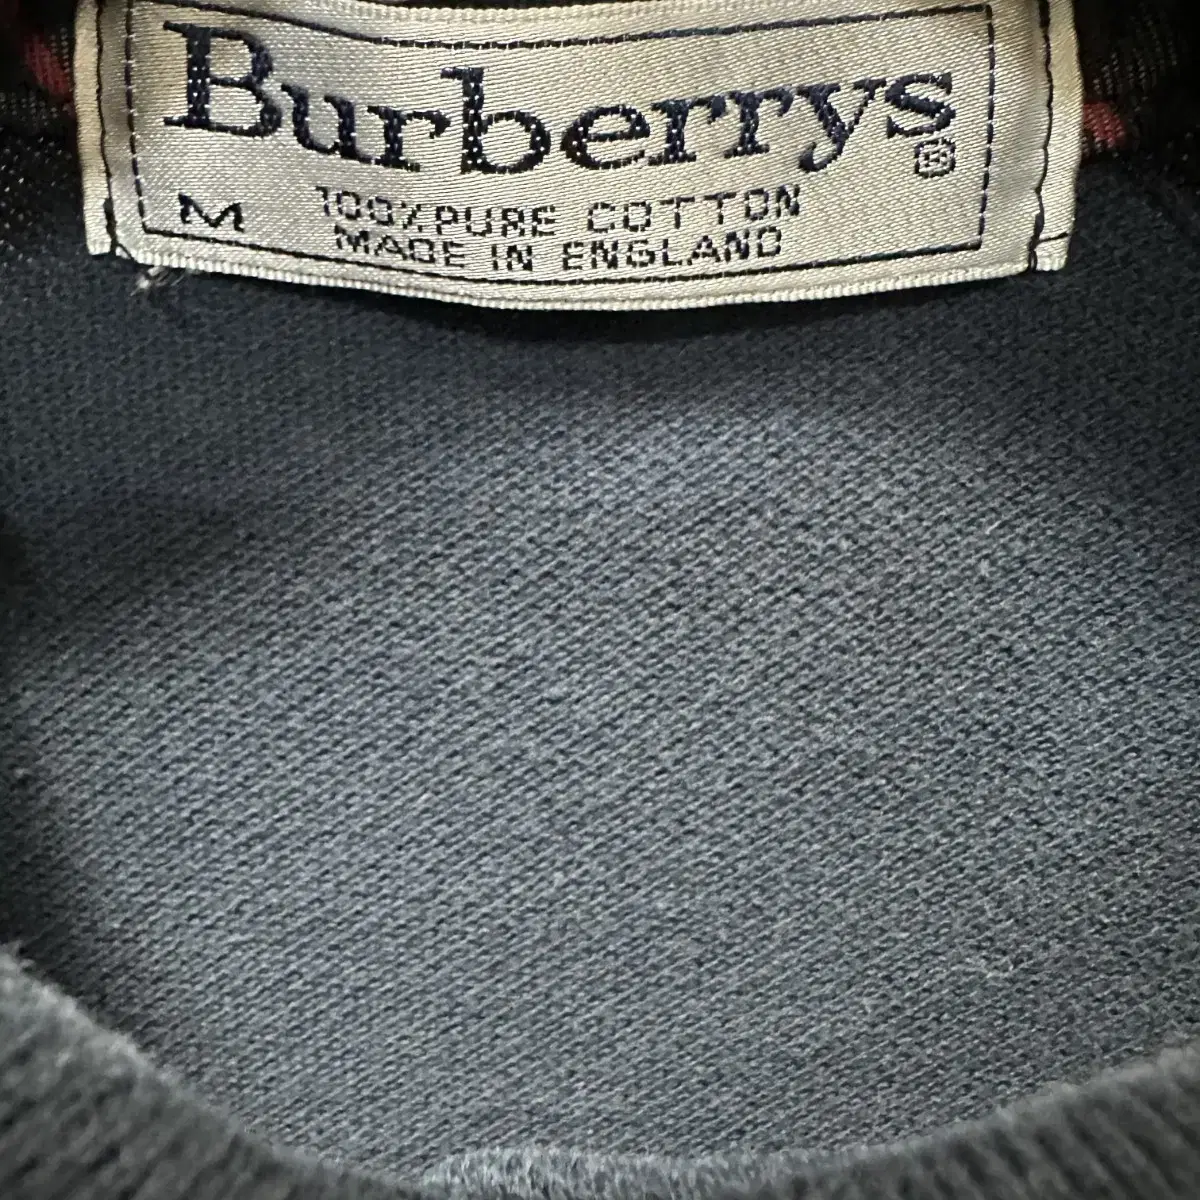 Burberrys
®
M 100% PURE COTTON
MADE IN ENGLAND